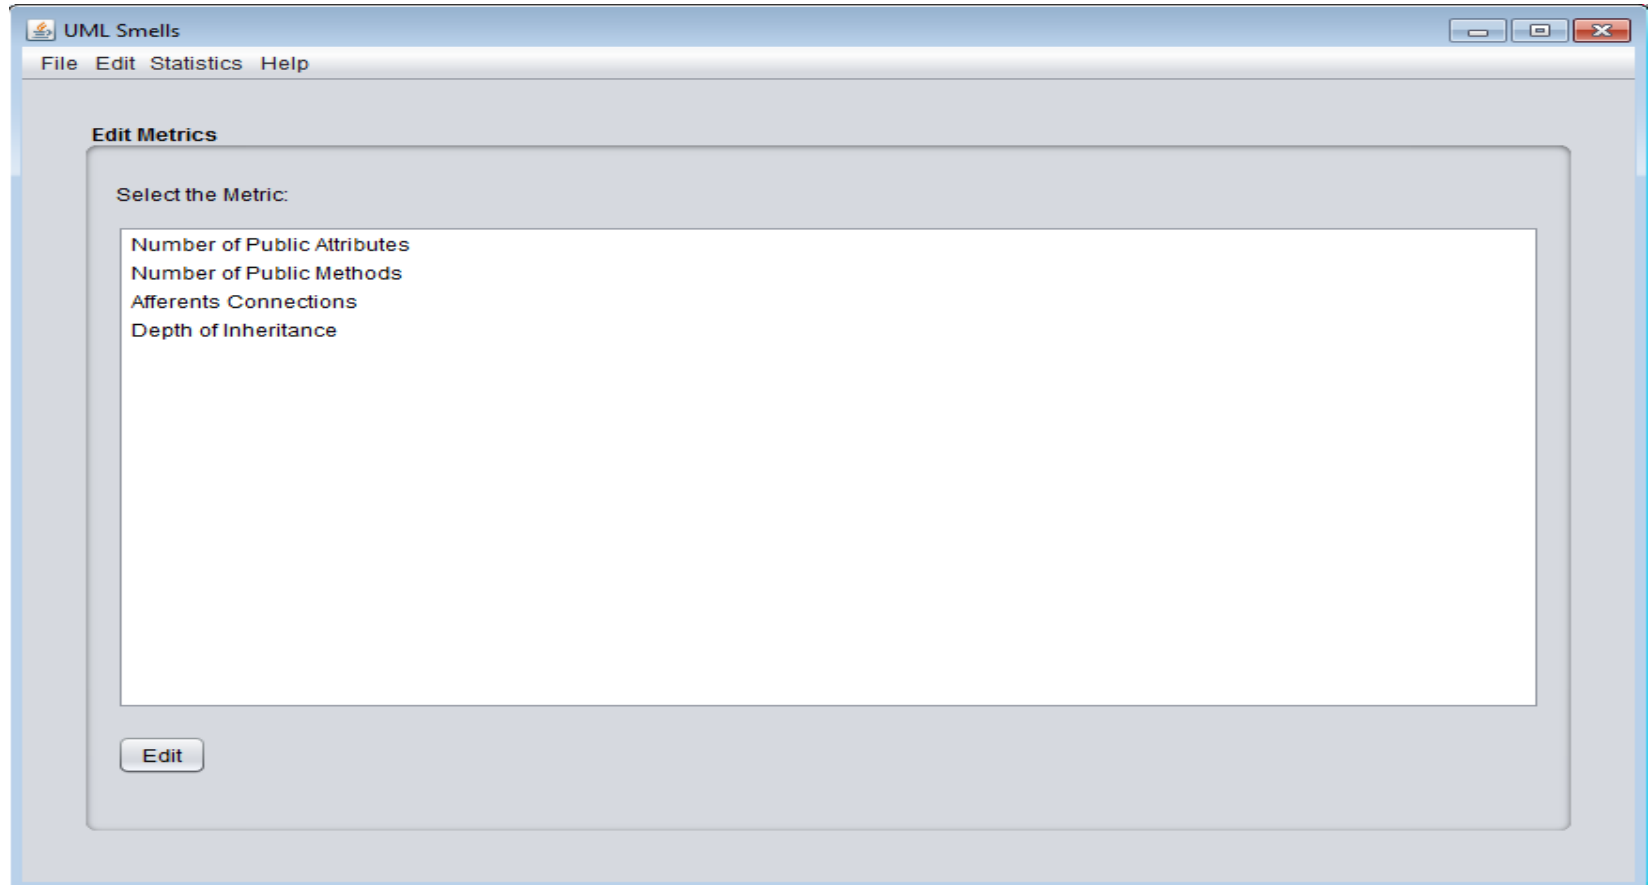 UML Smells
File Edit Statistics Help
Edit Metrics
Select the Metric:
Number of Public Attributes
Number of Public Methods
Afferents Connections
Depth of Inheritance
Edit